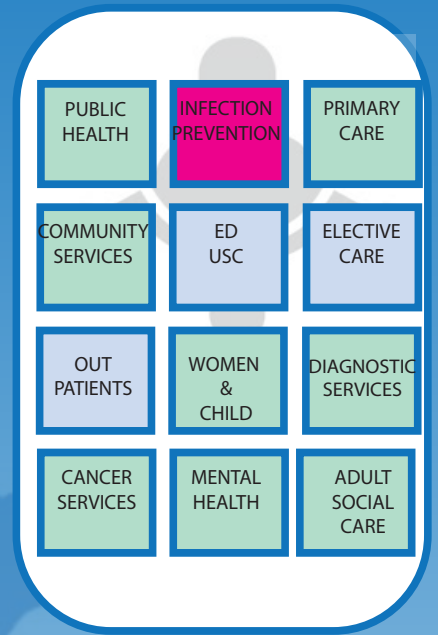 PUBLIC
HEALTH
INFECTION
PREVENTION
PRIMARY
CARE
COMMUNITY
SERVICES
ED
USC
ELECTIVE
CARE
OUT
PATIENTS
WOMEN
&
CHILD
DIAGNOSTIC
SERVICES
CANCER
SERVICES
MENTAL
HEALTH
ADULT
SOCIAL
CARE